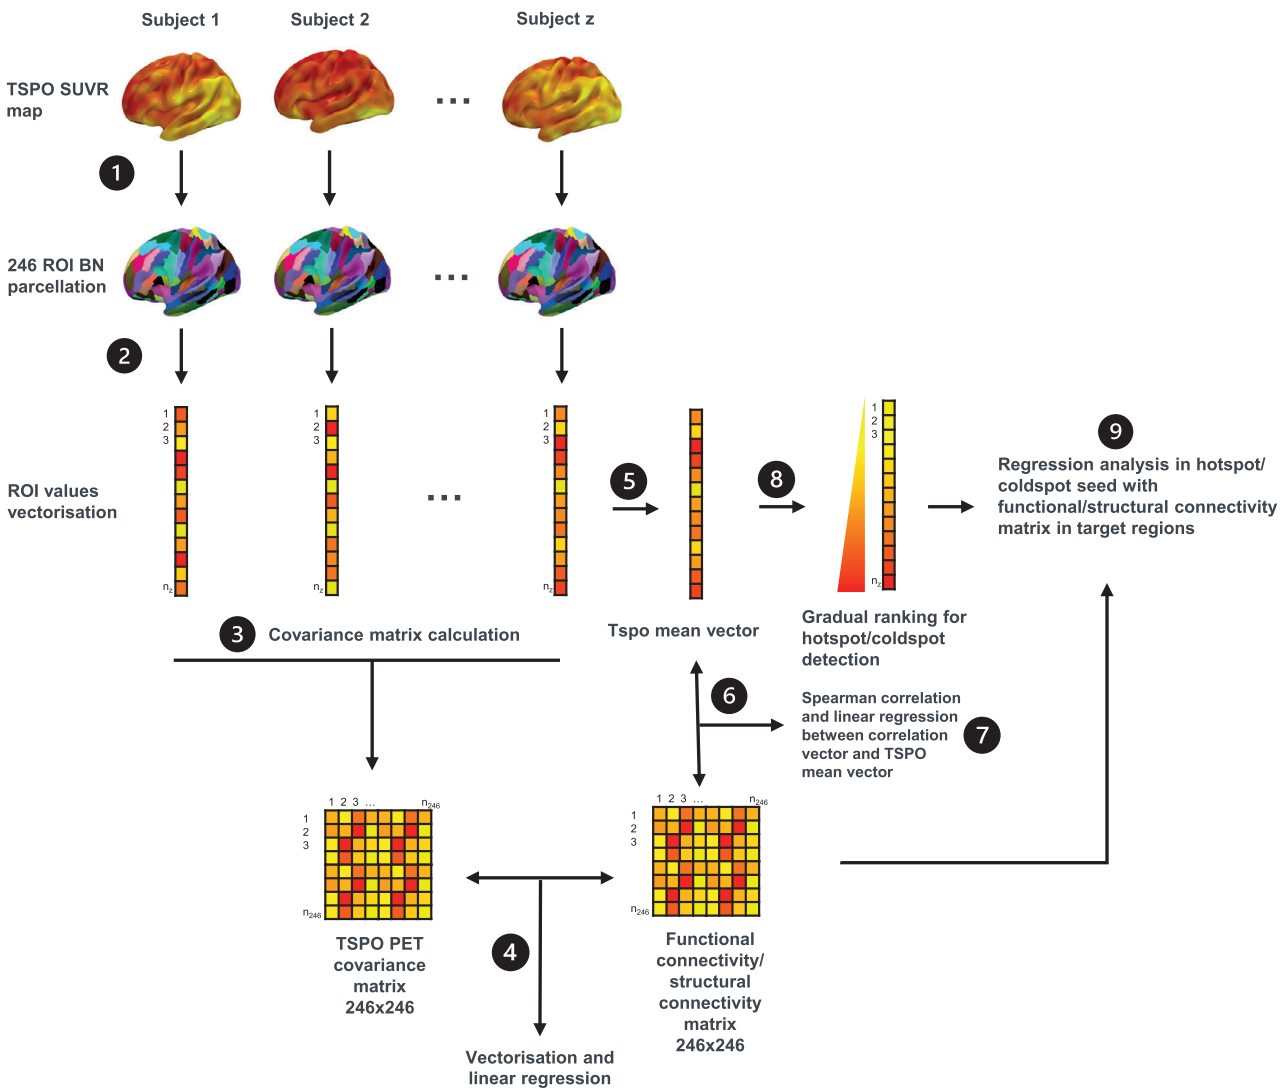 Subject 1
Subject 2
Subject z
TSPO SUVR
map
...
1
246 ROI BN
parcellation
...
2
1
2
3
n_z
1
2
3
n_z
1
2
3
n_z
ROI values
vectorisation
...
5
8
1
2
3
n_z
9
Regression analysis in hotspot/
coldspot seed with
functional/structural connectivity
matrix in target regions
3
Covariance matrix calculation
Tspo mean vector
Gradual ranking for
hotspot/coldspot
detection
6
Spearman correlation
and linear regression
between correlation
vector and TSPO
mean vector
7
1 2 3 ... n246
1
2
3
n246
1 2 3 ... n246
1
2
3
n246
TSPO PET
covariance
matrix
246x246
4
Functional
connectivity/
structural
connectivity
matrix
246x246
Vectorisation and
linear regression